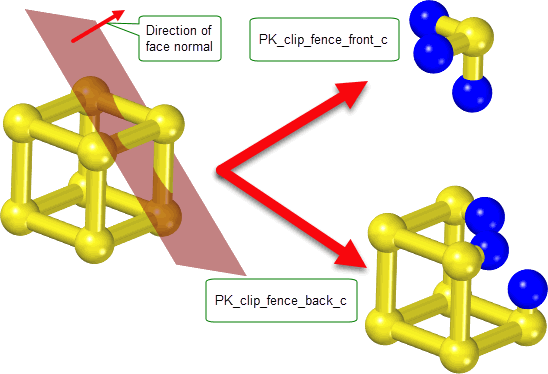 Direction of
face normal
PK_clip_fence_front_c
PK_clip_fence_back_c